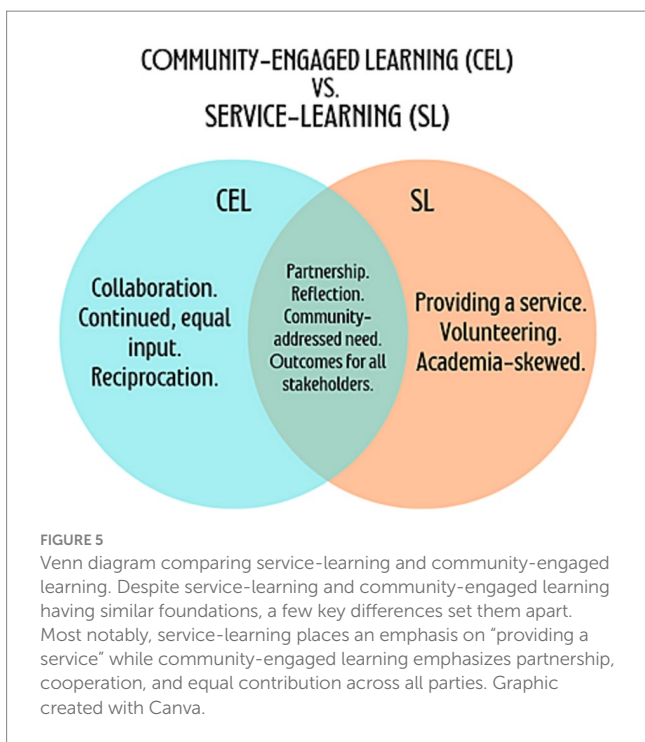 COMMUNITY-ENGAGED LEARNING (CEL)
VS.
SERVICE-LEARNING (SL)
CEL
Collaboration.
Continued, equal
input.
Reciprocation.
Partnership.
Reflection.
Community-
addressed need.
Outcomes for all
stakeholders.
SL
Providing a service.
Volunteering.
Academia-skewed.
FIGURE 5
Venn diagram comparing service-learning and community-engaged
learning. Despite service-learning and community-engaged learning
having similar foundations, a few key differences set them apart.
Most notably, service-learning places an emphasis on “providing a
service” while community-engaged learning emphasizes partnership,
cooperation, and equal contribution across all parties. Graphic
created with Canva.